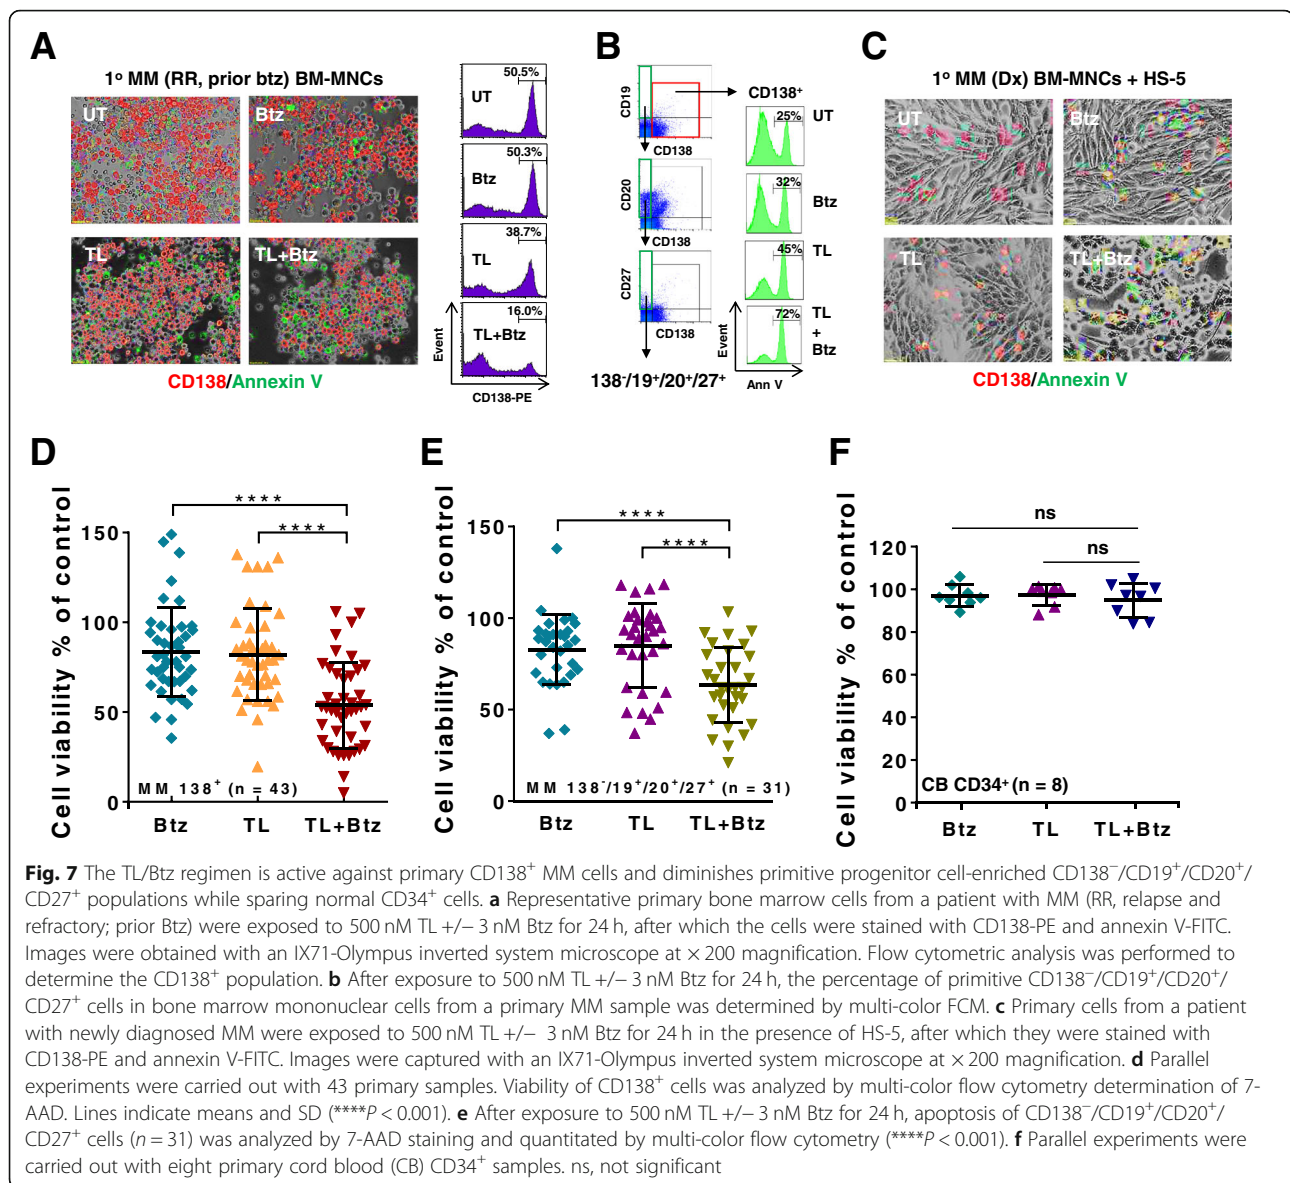 A
1º MM (RR, prior btz) BM-MNCs
UT
Btz
TL
TL+Btz
CD138/Annexin V
50.5%
UT
50.3%
Btz
38.7%
TL
16.0%
TL+Btz
Event
CD138-PE
B
CD19
CD138
CD20
CD138
CD27
CD138
138⁻/19⁺/20⁺/27⁺
CD138⁺
25%
UT
32%
Btz
45%
TL
72%
TL
+
Btz
Event
Ann V
C
1º MM (Dx) BM-MNCs + HS-5
UT
Btz
TL
TL+Btz
CD138/Annexin V
D
Cell viability % of control
150
100
50
0
****
****
MM 138⁺ (n = 43)
Btz
TL
TL+Btz
E
Cell viability % of control
150
100
50
0
****
****
MM 138⁻/19⁺/20⁺/27⁺ (n = 31)
Btz
TL
TL+Btz
F
Cell viability % of control
120
100
80
60
40
20
0
ns
ns
CB CD34⁺ (n = 8)
Btz
TL
TL+Btz
Fig. 7 The TL/Btz regimen is active against primary CD138⁺ MM cells and diminishes primitive progenitor cell-enriched CD138⁻/CD19⁺/CD20⁺/
CD27⁺ populations while sparing normal CD34⁺ cells. a Representative primary bone marrow cells from a patient with MM (RR, relapse and
refractory; prior Btz) were exposed to 500 nM TL +/− 3 nM Btz for 24 h, after which the cells were stained with CD138-PE and annexin V-FITC.
Images were obtained with an IX71-Olympus inverted system microscope at × 200 magnification. Flow cytometric analysis was performed to
determine the CD138⁺ population. b After exposure to 500 nM TL +/− 3 nM Btz for 24 h, the percentage of primitive CD138⁻/CD19⁺/CD20⁺/
CD27⁺ cells in bone marrow mononuclear cells from a primary MM sample was determined by multi-color FCM. c Primary cells from a patient
with newly diagnosed MM were exposed to 500 nM TL +/− 3 nM Btz for 24 h in the presence of HS-5, after which they were stained with
CD138-PE and annexin V-FITC. Images were captured with an IX71-Olympus inverted system microscope at × 200 magnification. d Parallel
experiments were carried out with 43 primary samples. Viability of CD138⁺ cells was analyzed by multi-color flow cytometry determination of 7-
AAD. Lines indicate means and SD (****P < 0.001). e After exposure to 500 nM TL +/− 3 nM Btz for 24 h, apoptosis of CD138⁻/CD19⁺/CD20⁺/
CD27⁺ cells (n = 31) was analyzed by 7-AAD staining and quantitated by multi-color flow cytometry (****P < 0.001). f Parallel experiments were
carried out with eight primary cord blood (CB) CD34⁺ samples. ns, not significant